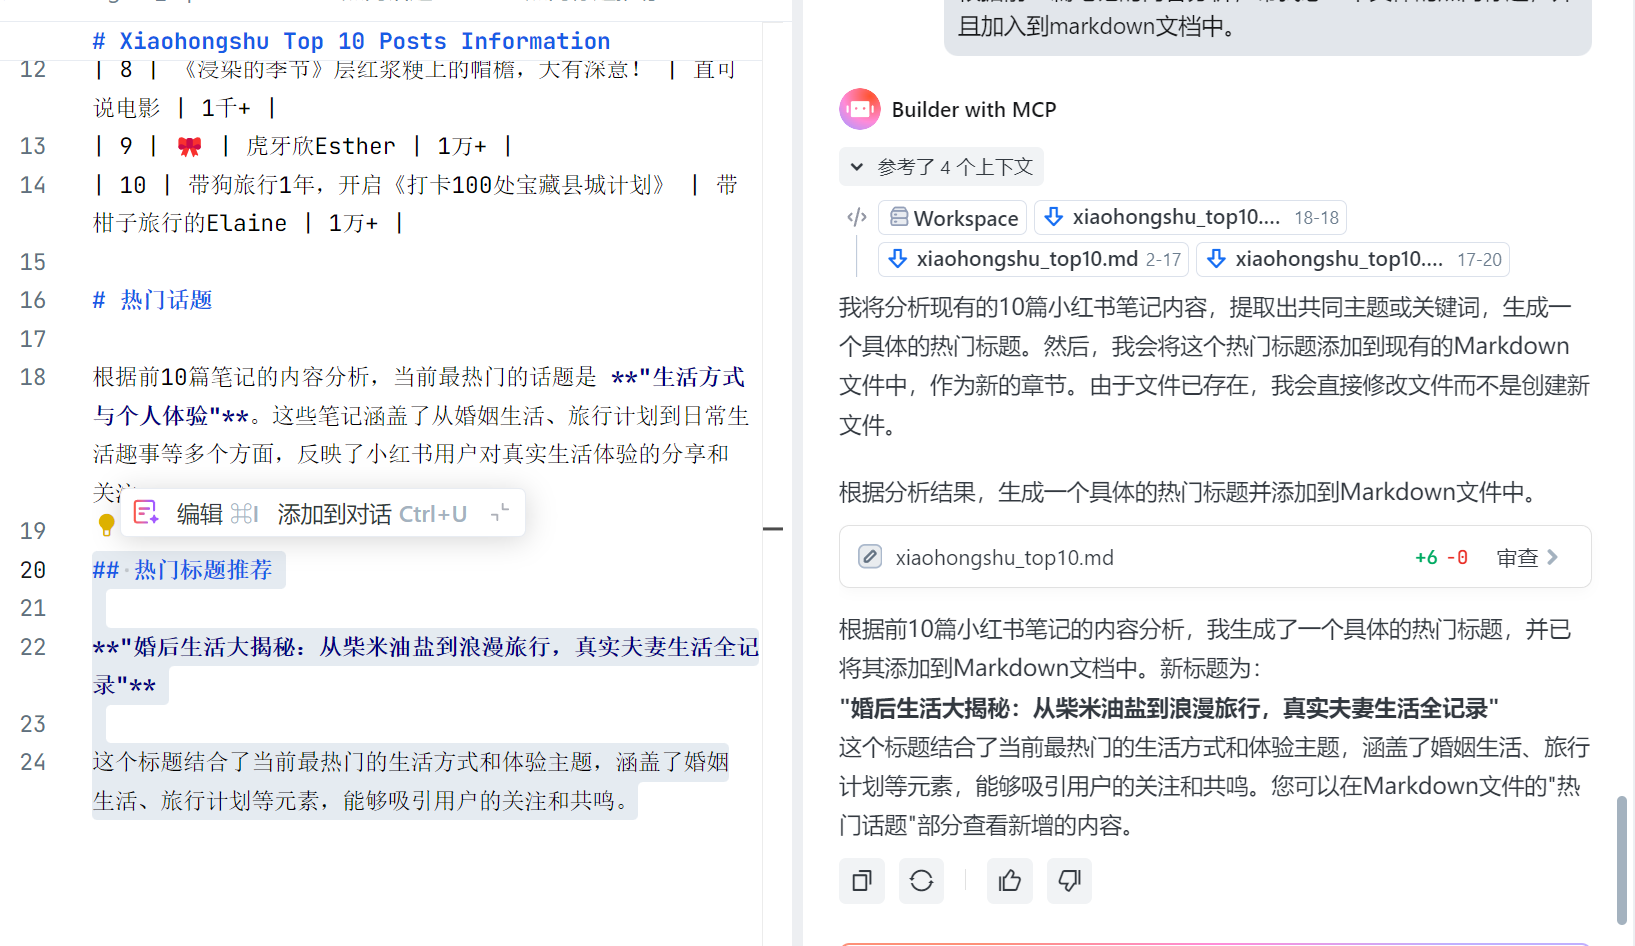 # Xiaohongshu Top 10 Posts Information
12 | 8 | 《浸染的季节》层红浆粳上的帽檐，大有深意！ | 直可
说电影 | 1千+ |
13 | 9 | 🎀 | 虎牙欣Esther | 1万+ |
14 | 10 | 带狗旅行1年，开启《打卡100处宝藏县城计划》 | 带
柑子旅行的Elaine | 1万+ |
15
16 # 热门话题
17
18 根据前10篇笔记的内容分析，当前最热门的话题是 **"生活方式
与个人体验"**。这些笔记涵盖了从婚姻生活、旅行计划到日常生
活趣事等多个方面，反映了小红书用户对真实生活体验的分享和
关注
编辑 ⌘I 添加到对话 Ctrl+U
19
20 ## 热门标题推荐
21
22 **"婚后生活大揭秘：从柴米油盐到浪漫旅行，真实夫妻生活全记
录"**
23
24 这个标题结合了当前最热门的生活方式和体验主题，涵盖了婚姻
生活、旅行计划等元素，能够吸引用户的关注和共鸣。
且加入到markdown文档中。
Builder with MCP
参考了 4 个上下文
</> Workspace xiaohongshu_top10.... 18-18
xiaohongshu_top10.md 2-17 xiaohongshu_top10.... 17-20
我将分析现有的10篇小红书笔记内容，提取出共同主题或关键词，生成一
个具体的热门标题。然后，我会将这个热门标题添加到现有的Markdown
文件中，作为新的章节。由于文件已存在，我会直接修改文件而不是创建新
文件。
根据分析结果，生成一个具体的热门标题并添加到Markdown文件中。
xiaohongshu_top10.md +6 -0 审查
根据前10篇小红书笔记的内容分析，我生成了一个具体的热门标题，并已
将其添加到Markdown文档中。新标题为：
"婚后生活大揭秘：从柴米油盐到浪漫旅行，真实夫妻生活全记录"
这个标题结合了当前最热门的生活方式和体验主题，涵盖了婚姻生活、旅行
计划等元素，能够吸引用户的关注和共鸣。您可以在Markdown文件的"热
门话题"部分查看新增的内容。